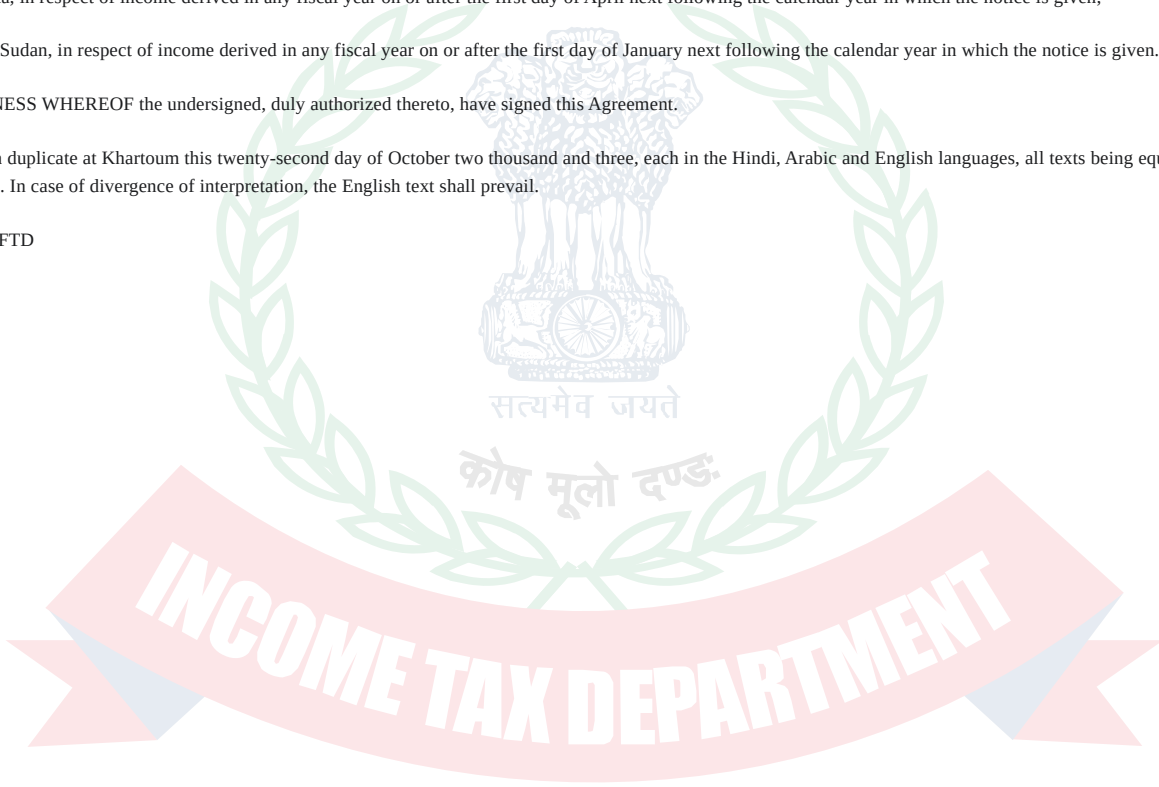 in respect of income derived in any fiscal year on or after the first day of April next following the calendar year in which the notice is given;
Sudan, in respect of income derived in any fiscal year on or after the first day of January next following the calendar year in which the notice is given.
NESS WHEREOF the undersigned, duly authorized thereto, have signed this Agreement.
duplicate at Khartoum this twenty-second day of October two thousand and three, each in the Hindi, Arabic and English languages, all texts being equ
. In case of divergence of interpretation, the English text shall prevail.
FTD
सत्यमेव जयते
कोष मूलो दण्डः
INCOME TAX DEPARTMENT